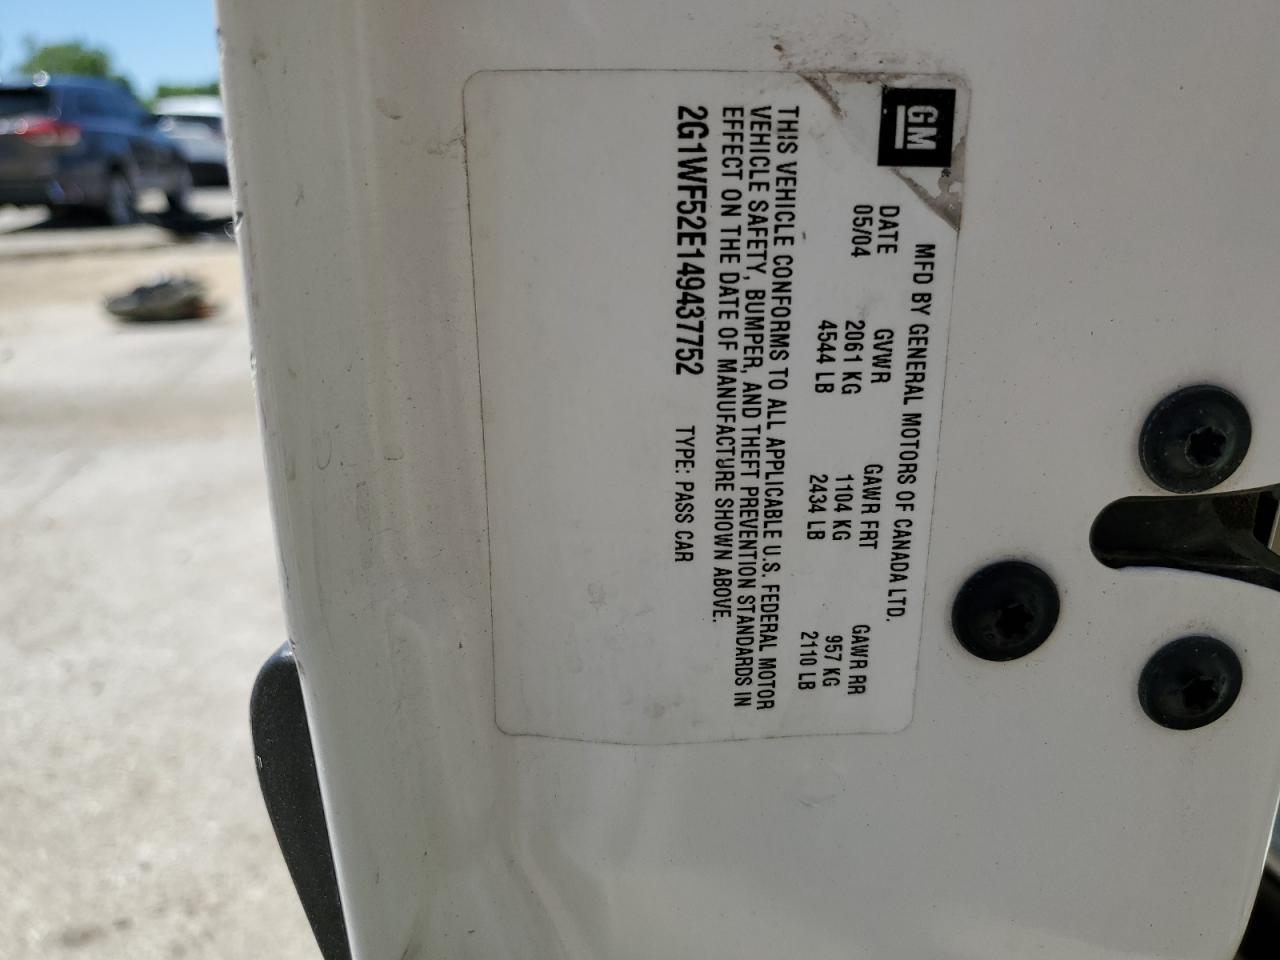 GM
MFD BY GENERAL MOTORS OF CANADA LTD.
DATE GVWR GAWR FRT GAWR RR
05/04 2061 KG 1104 KG 957 KG
4544 LB 2434 LB 2110 LB
THIS VEHICLE CONFORMS TO ALL APPLICABLE U.S. FEDERAL MOTOR
VEHICLE SAFETY, BUMPER, AND THEFT PREVENTION STANDARDS IN
EFFECT ON THE DATE OF MANUFACTURE SHOWN ABOVE.
2G1WF52E149437752 TYPE: PASS CAR